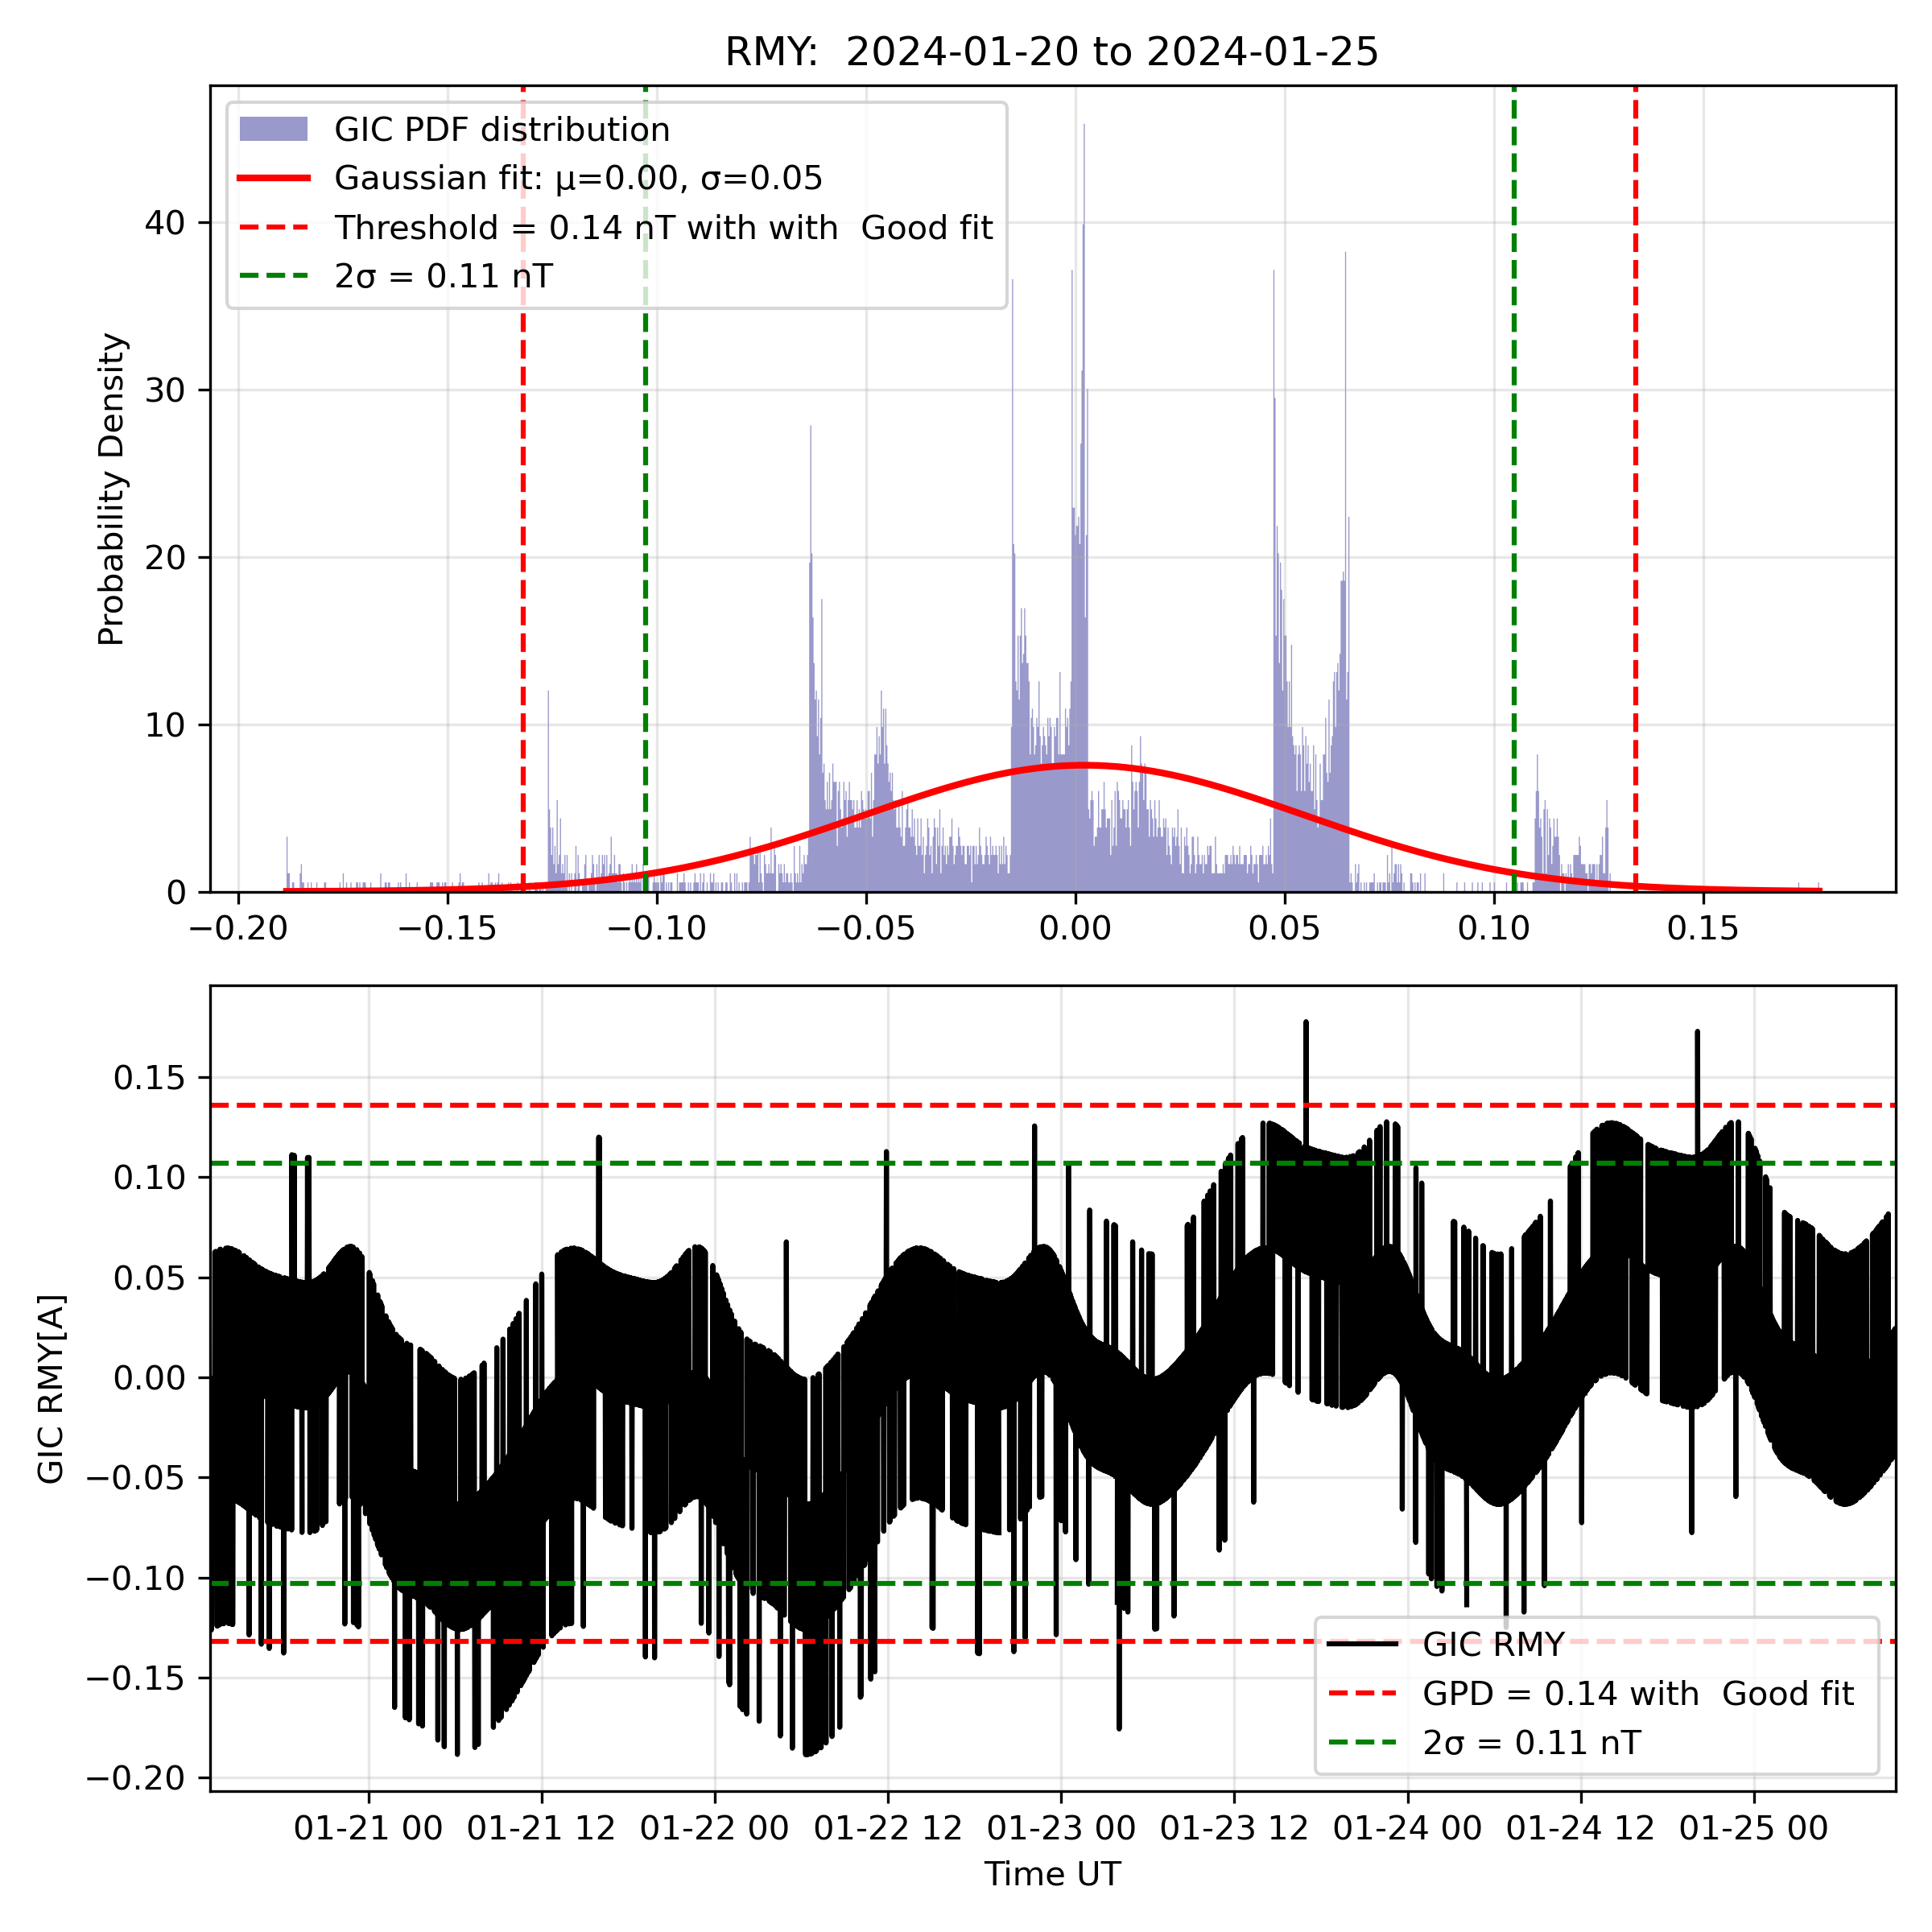 RMY:  2024-01-20 to 2024-01-25
GIC PDF distribution
Gaussian fit: μ=0.00, σ=0.05
Threshold = 0.14 nT with with  Good fit
2σ = 0.11 nT
Probability Density
40
30
20
10
0
−0.20 −0.15 −0.10 −0.05 0.00 0.05 0.10 0.15
GIC RMY[A]
0.15
0.10
0.05
0.00
−0.05
−0.10
−0.15
−0.20
GIC RMY
GPD = 0.14 with  Good fit
2σ = 0.11 nT
01-21 00 01-21 12 01-22 00 01-22 12 01-23 00 01-23 12 01-24 00 01-24 12 01-25 00
Time UT